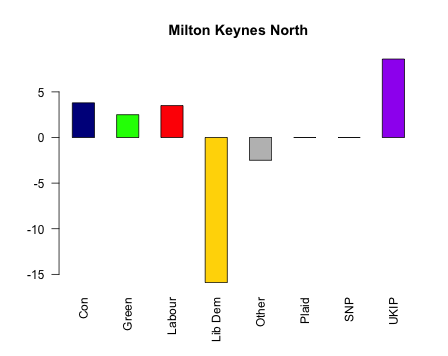 Milton Keynes North
5
0
-5
-10
-15
Con
Green
Labour
Lib Dem
Other
Plaid
SNP
UKIP